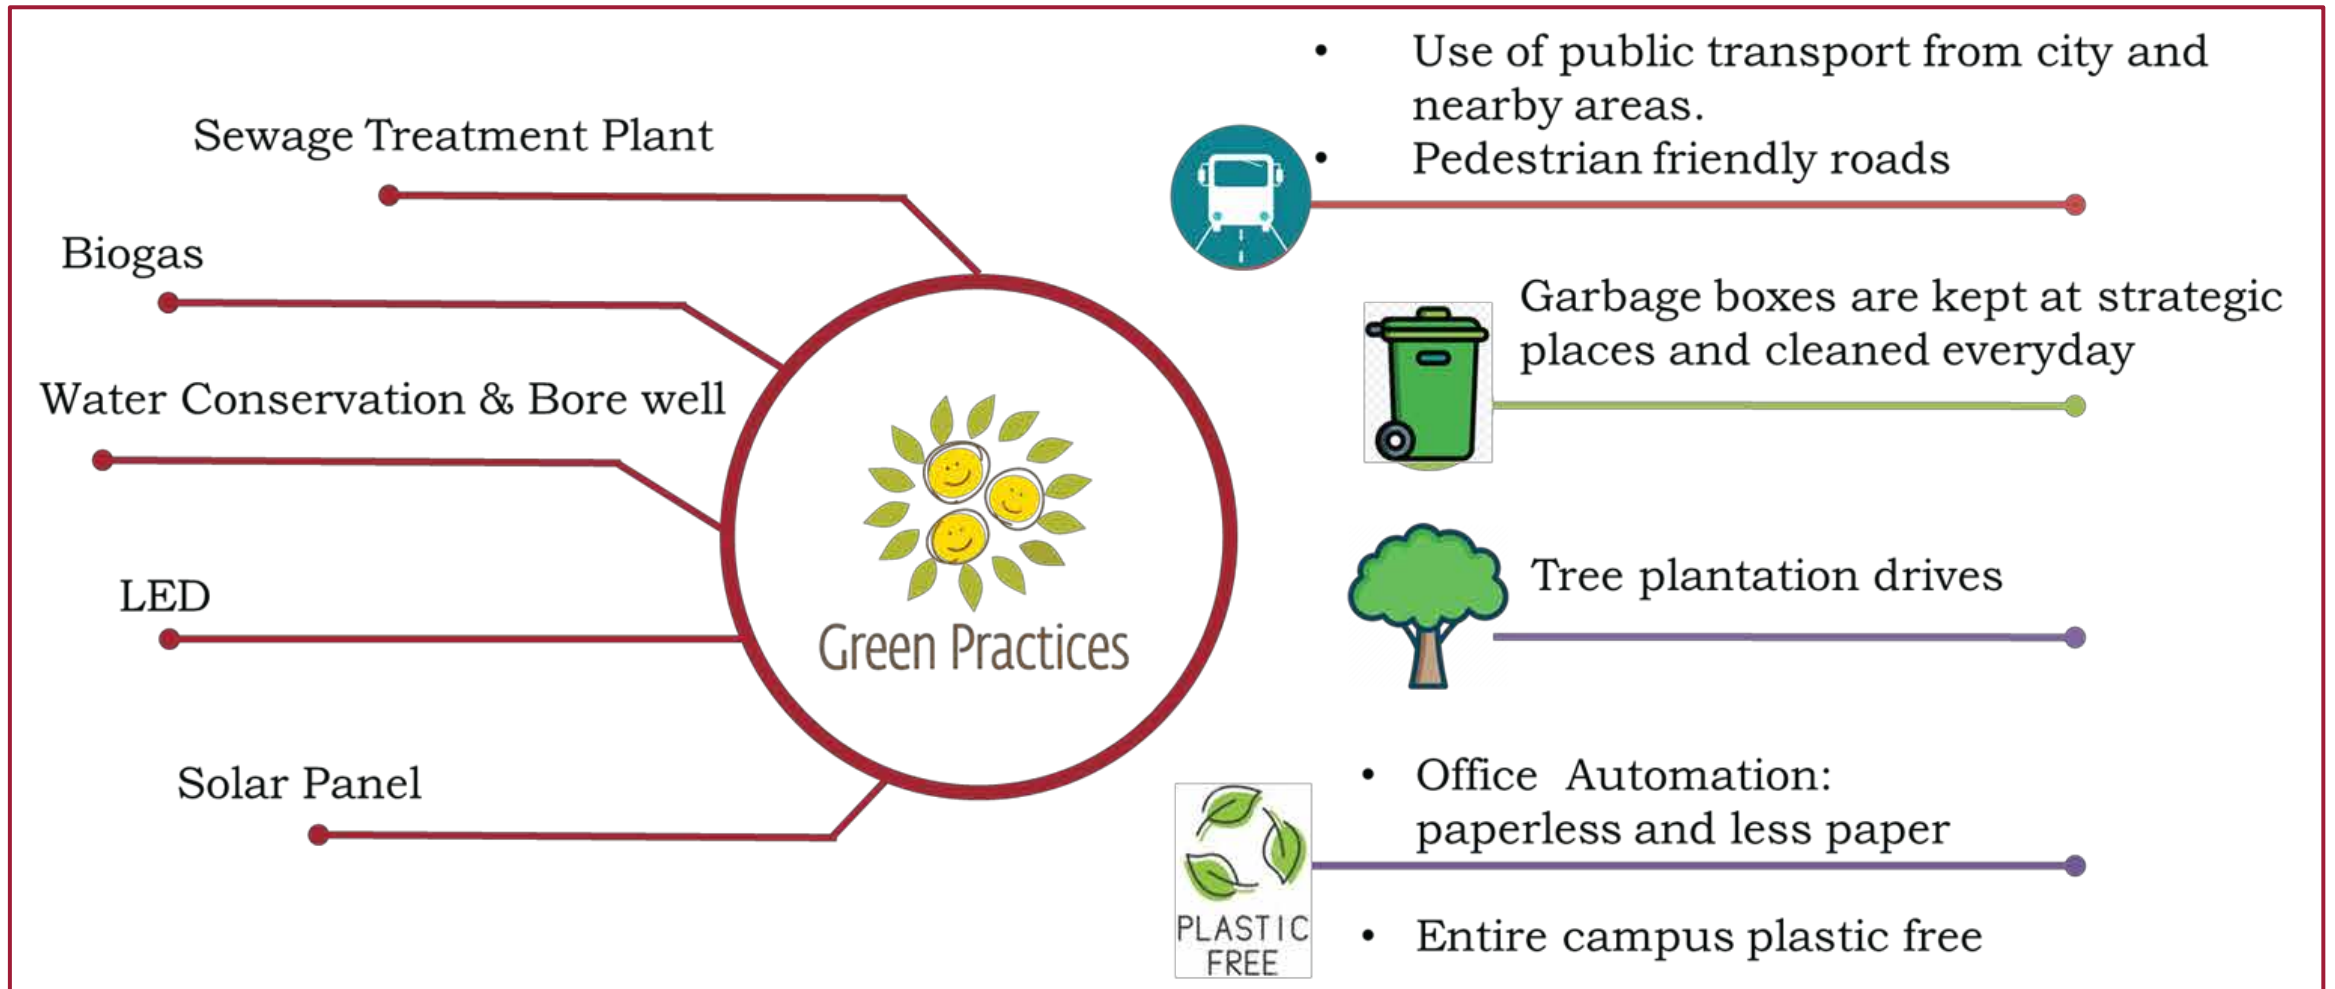 Sewage Treatment Plant
Biogas
Water Conservation & Bore well
LED
Solar Panel
Green Practices
• Use of public transport from city and
nearby areas.
• Pedestrian friendly roads
Garbage boxes are kept at strategic
places and cleaned everyday
Tree plantation drives
• Office Automation:
paperless and less paper
PLASTIC
FREE
• Entire campus plastic free